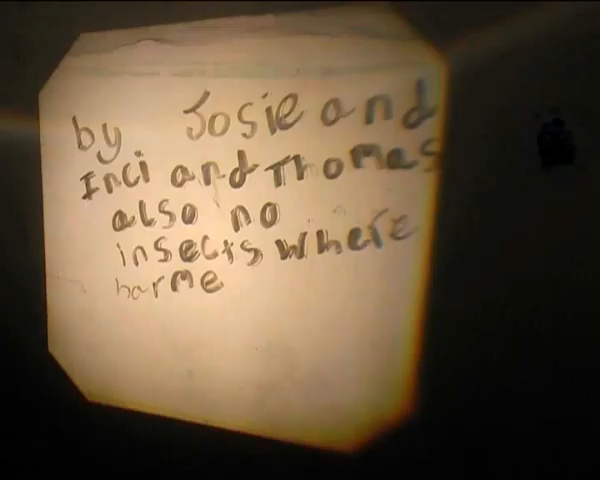 by. Josie and
Inci and Thomas
also no
insects where
harme